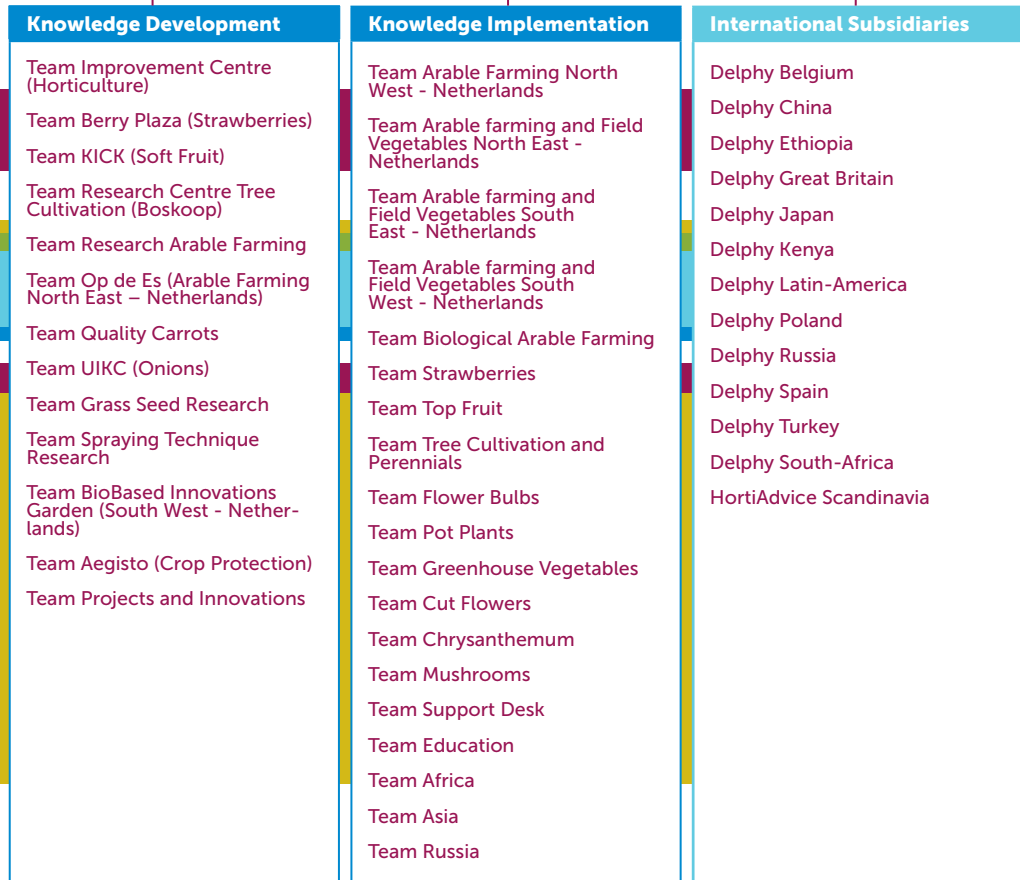 Knowledge Development
Team Improvement Centre
(Horticulture)
Team Berry Plaza (Strawberries)
Team KICK (Soft Fruit)
Team Research Centre Tree
Cultivation (Boskoop)
Team Research Arable Farming
Team Op de Es (Arable Farming
North East – Netherlands)
Team Quality Carrots
Team UIKC (Onions)
Team Grass Seed Research
Team Spraying Technique
Research
Team BioBased Innovations
Garden (South West - Nether-
lands)
Team Aegisto (Crop Protection)
Team Projects and Innovations
Knowledge Implementation
Team Arable Farming North
West - Netherlands
Team Arable farming and Field
Vegetables North East -
Netherlands
Team Arable farming and
Field Vegetables South
East - Netherlands
Team Arable farming and
Field Vegetables South
West - Netherlands
Team Biological Arable Farming
Team Strawberries
Team Top Fruit
Team Tree Cultivation and
Perennials
Team Flower Bulbs
Team Pot Plants
Team Greenhouse Vegetables
Team Cut Flowers
Team Chrysanthemum
Team Mushrooms
Team Support Desk
Team Education
Team Africa
Team Asia
Team Russia
International Subsidiaries
Delphy Belgium
Delphy China
Delphy Ethiopia
Delphy Great Britain
Delphy Japan
Delphy Kenya
Delphy Latin-America
Delphy Poland
Delphy Russia
Delphy Spain
Delphy Turkey
Delphy South-Africa
HortiAdvice Scandinavia